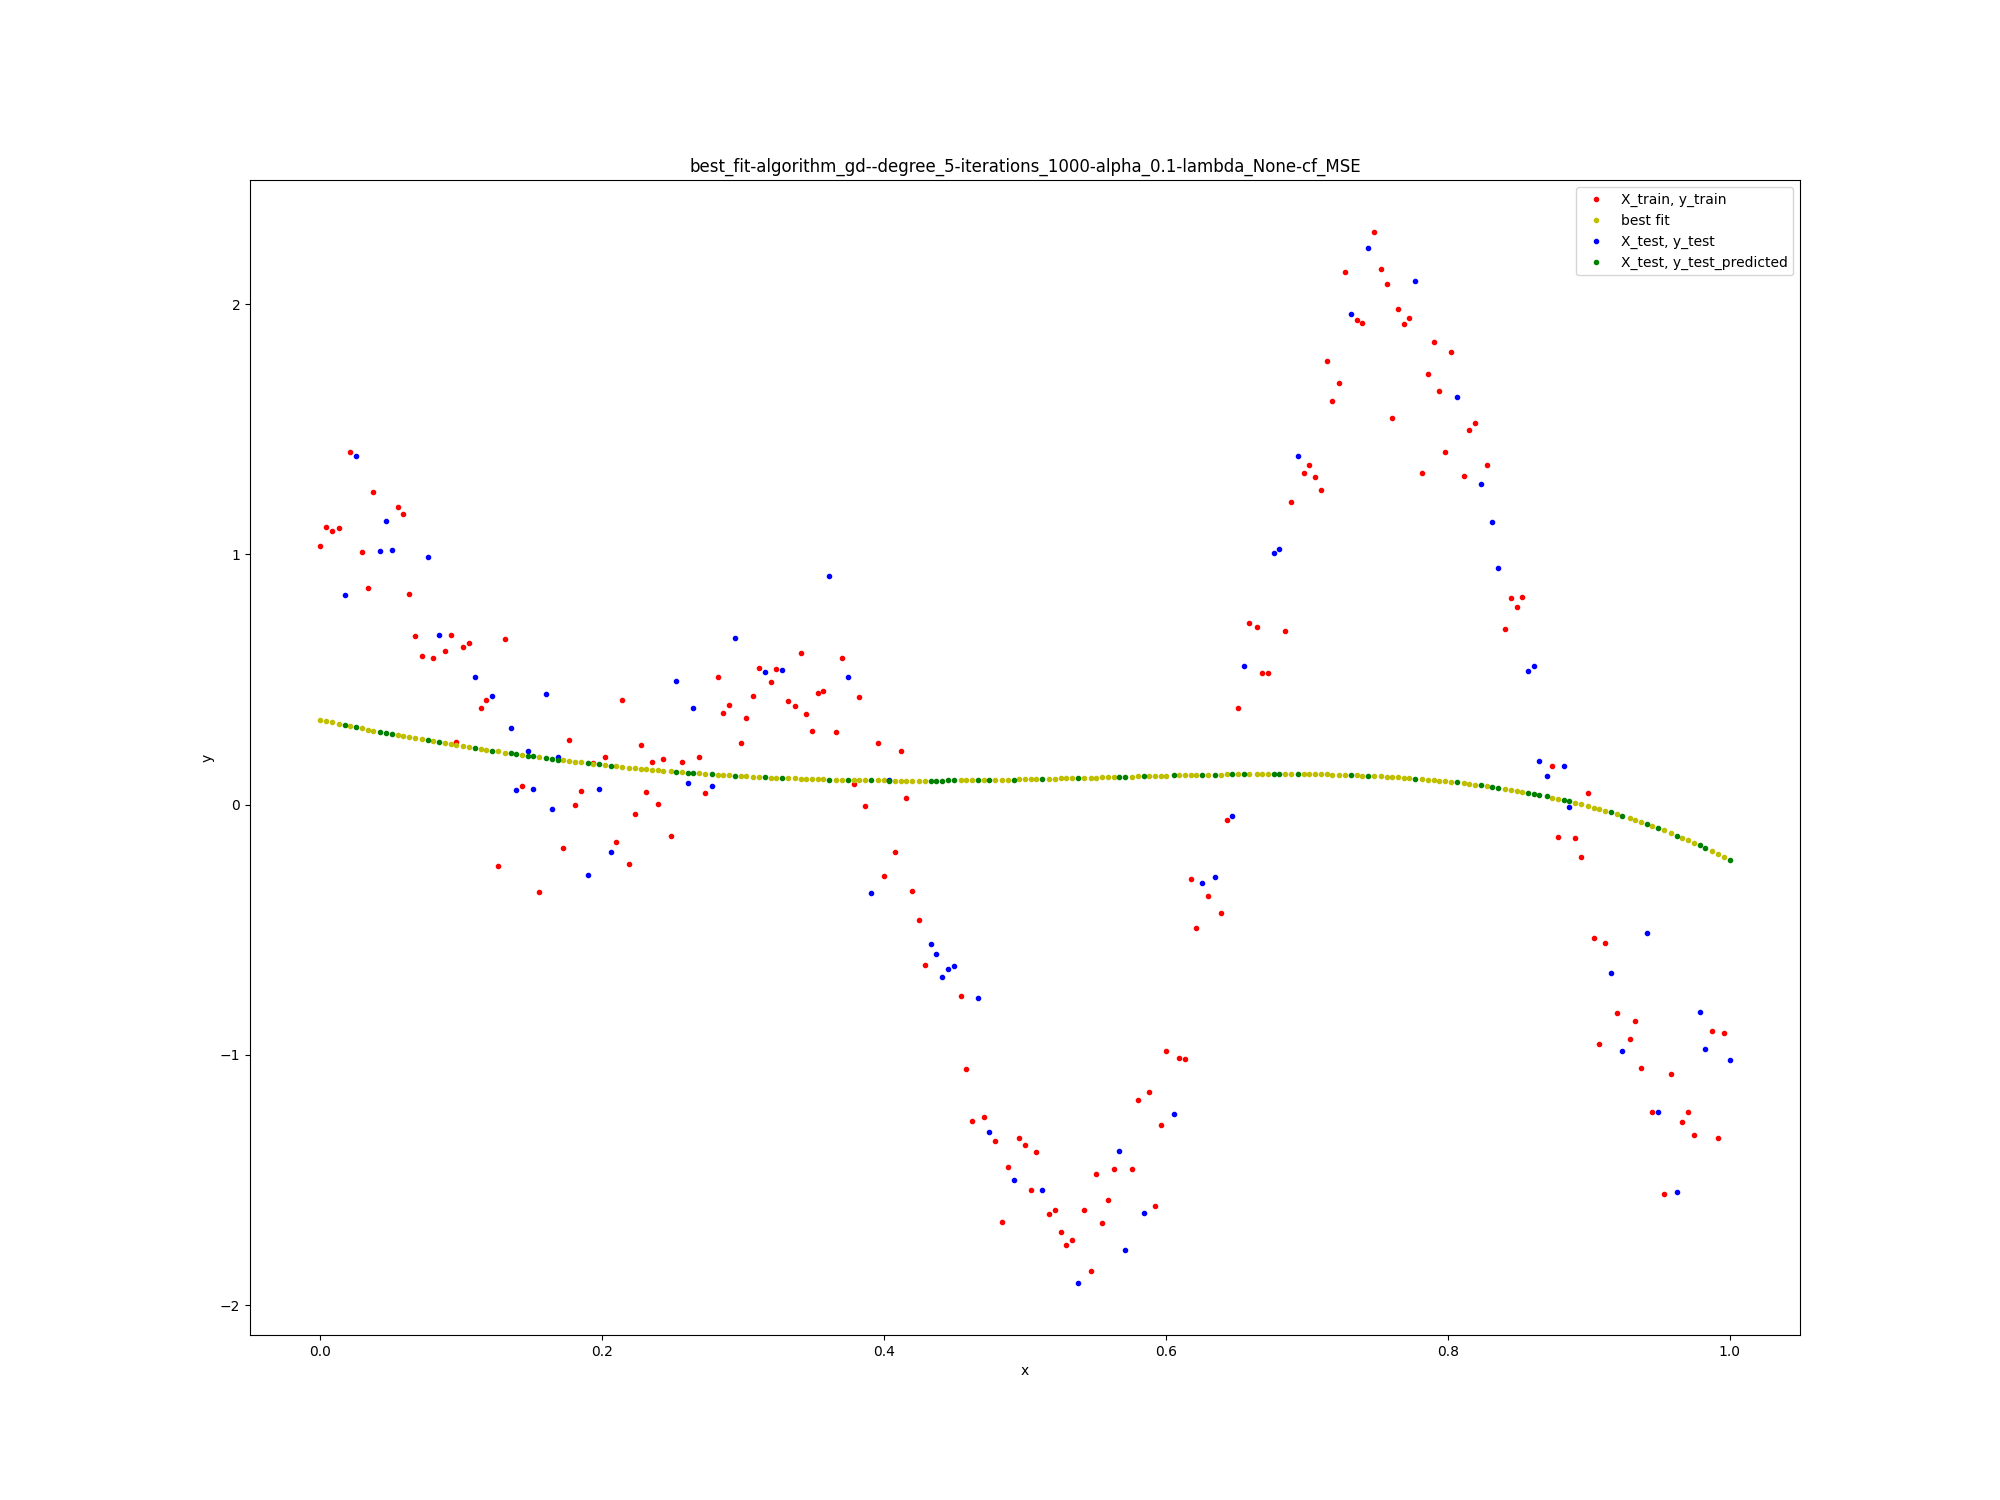 best_fit-algorithm_gd--degree_5-iterations_1000-alpha_0.1-lambda_None-cf_MSE
X_train, y_train
best fit
X_test, y_test
X_test, y_test_predicted
2
1
0
−1
−2
y
0.0 0.2 0.4 0.6 0.8 1.0
x